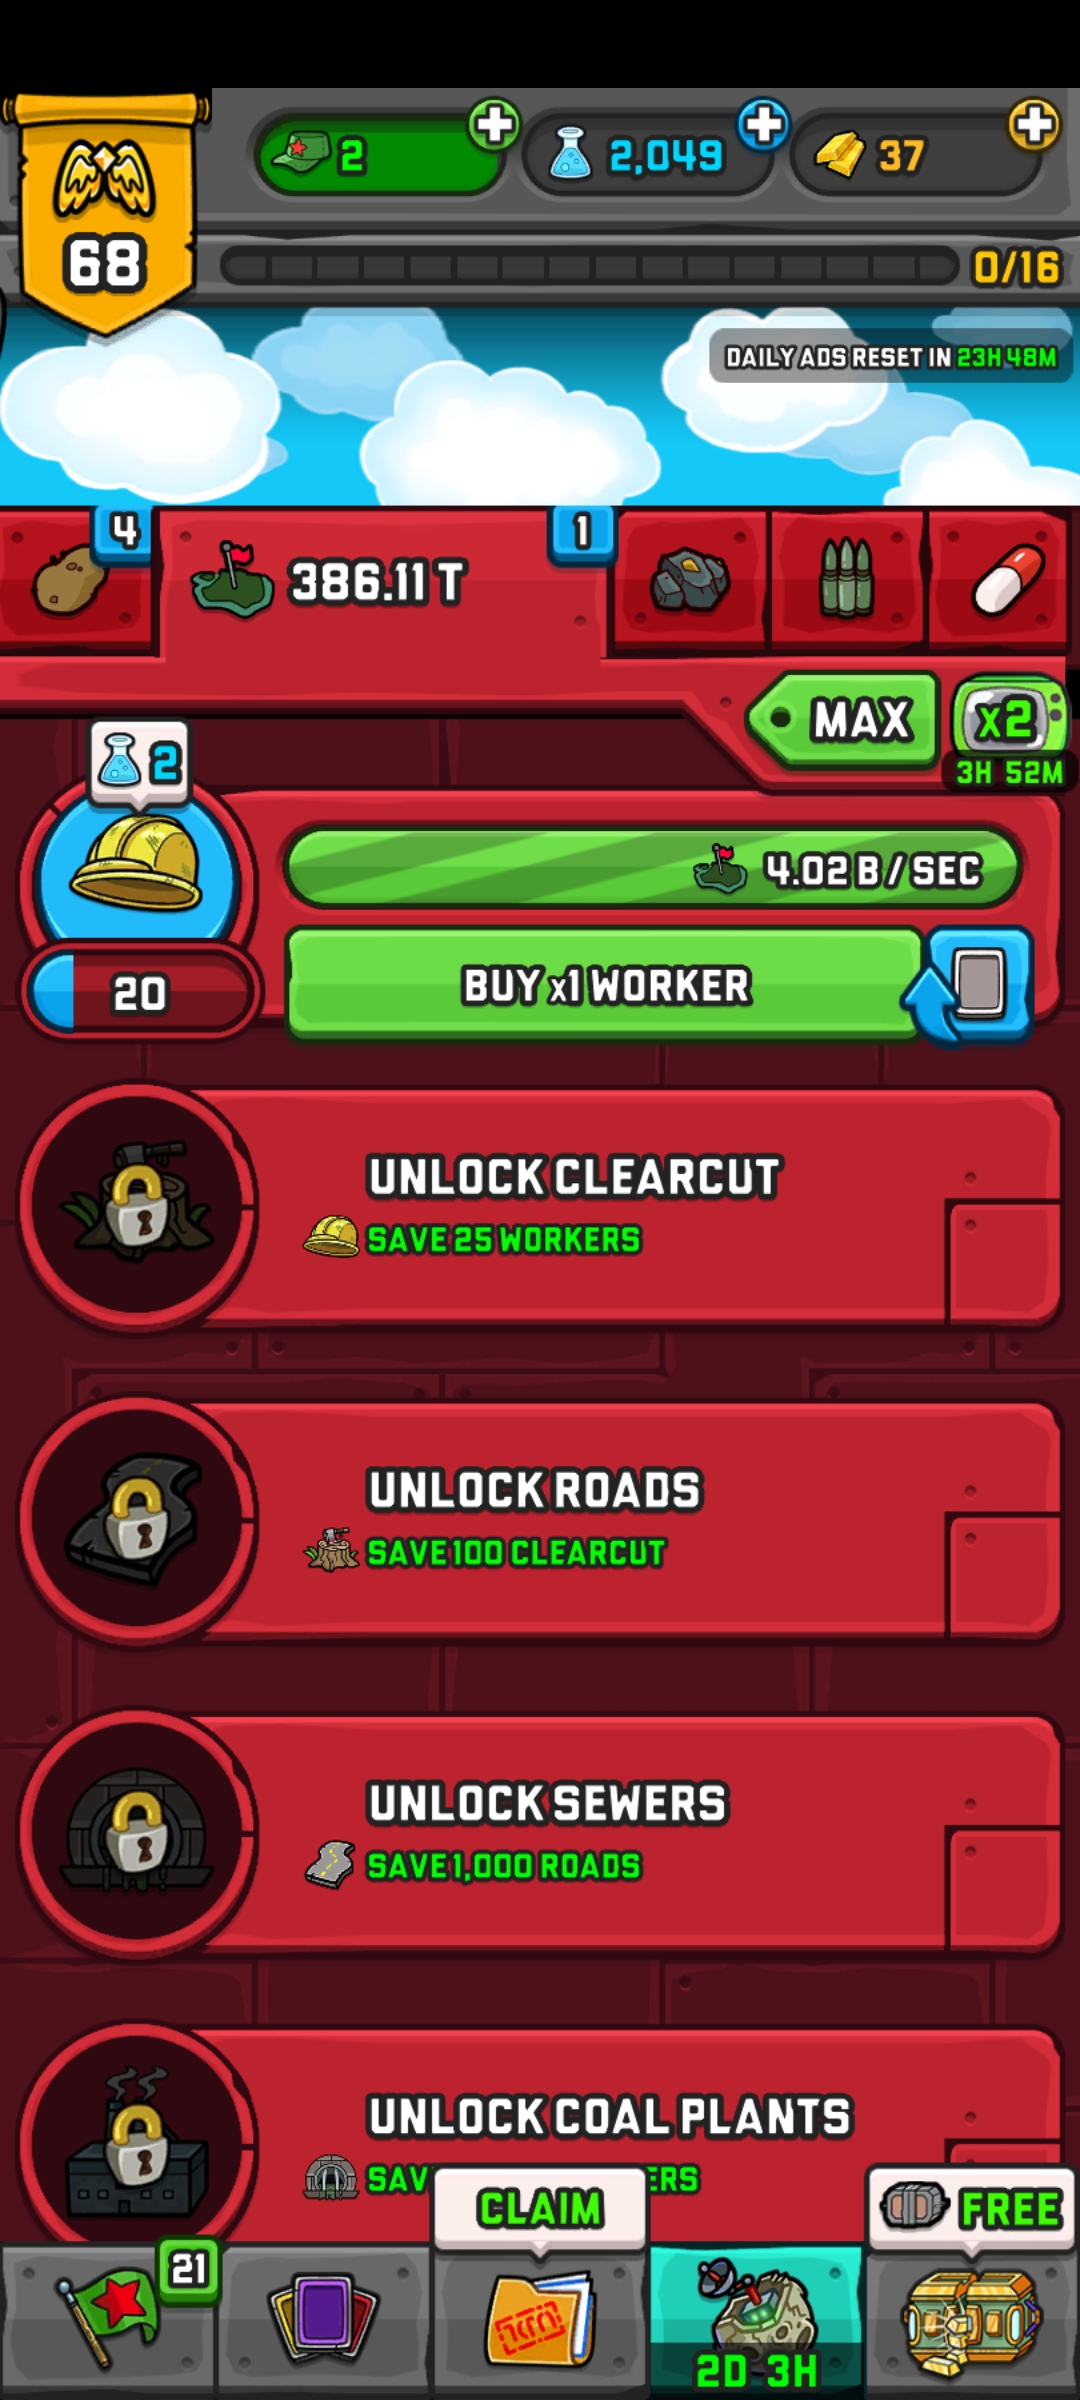 2
2,049
37
68
0/16
DAILY ADS RESET IN 23H 48M
4
386.11 T
1
MAX
x2
3H 52M
2
4.02 B / SEC
20
BUY x1 WORKER
UNLOCK CLEARCUT
SAVE 25 WORKERS
UNLOCK ROADS
SAVE 100 CLEARCUT
UNLOCK SEWERS
SAVE 1,000 ROADS
UNLOCK COAL PLANTS
CLAIM
FREE
21
2D 3H